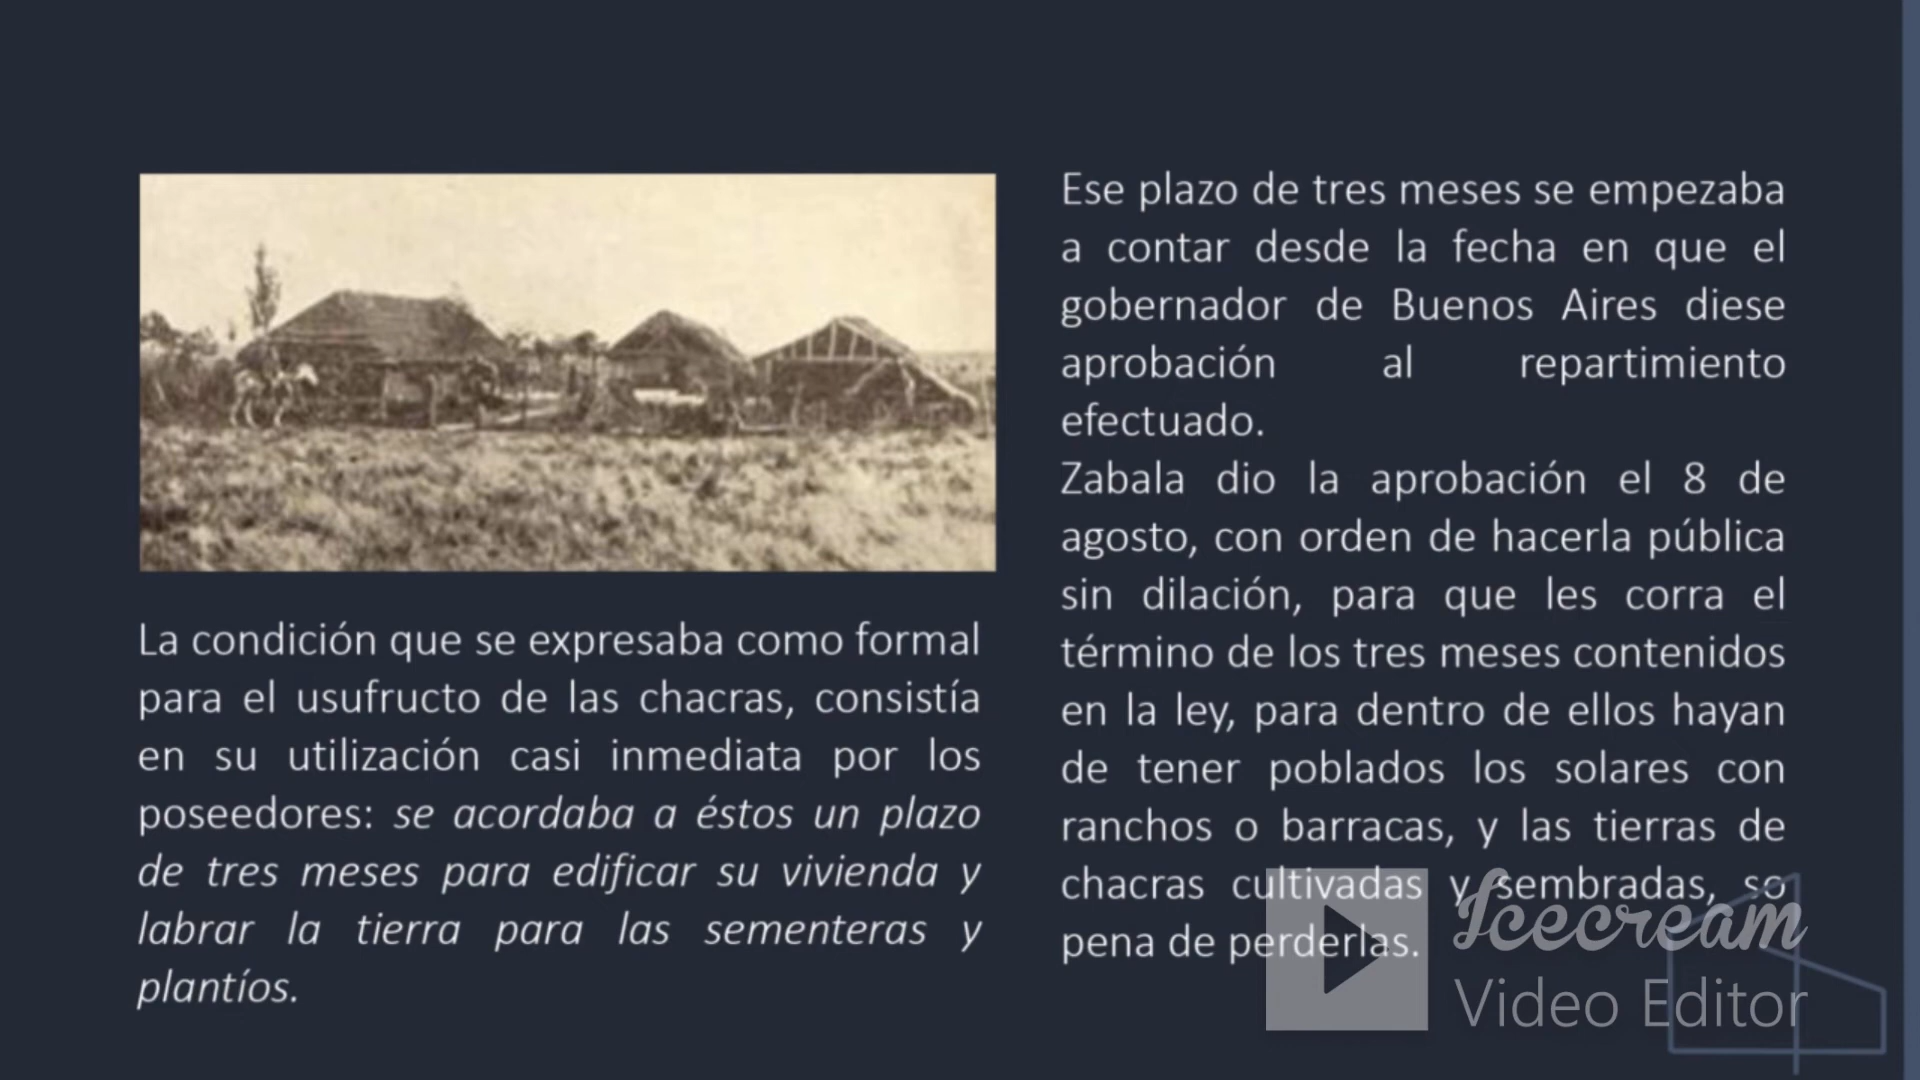 La condición que se expresaba como formal
para el usufructo de las chacras, consistía
en su utilización casi inmediata por los
poseedores: se acordaba a éstos un plazo
de tres meses para edificar su vivienda y
labrar la tierra para las sementeras y
plantíos.
Ese plazo de tres meses se empezaba
a contar desde la fecha en que el
gobernador de Buenos Aires diese
aprobación al repartimiento
efectuado.
Zabala dio la aprobación el 8 de
agosto, con orden de hacerla pública
sin dilación, para que les corra el
término de los tres meses contenidos
en la ley, para dentro de ellos hayan
de tener poblados los solares con
ranchos o barracas, y las tierras de
chacras cultivadas y sembradas, so
pena de perderlas.
Icecream
Video Editor